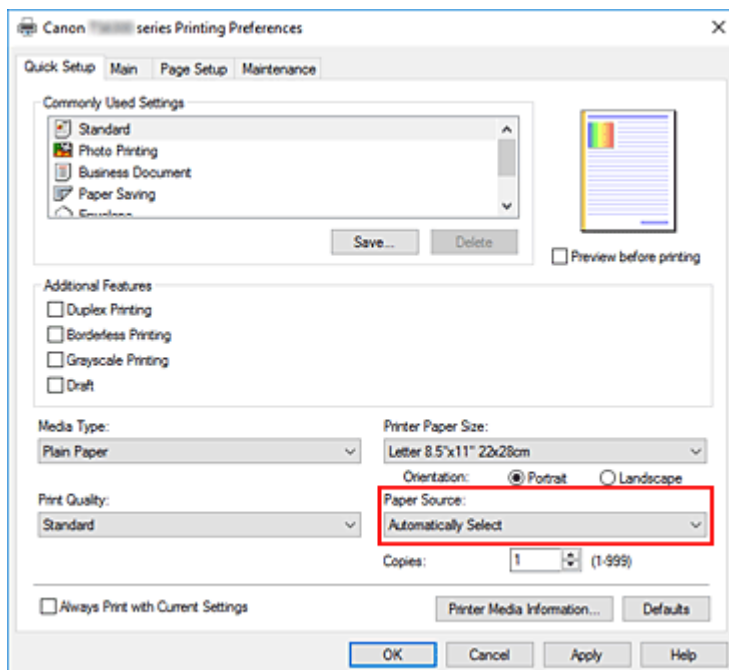 Canon series Printing Preferences
Quick Setup Main Page Setup Maintenance
Commonly Used Settings
Standard
Photo Printing
Business Document
Paper Saving
Envelope
Save... Delete
Preview before printing
Additional Features
Duplex Printing
Borderless Printing
Grayscale Printing
Draft
Media Type:
Plain Paper
Printer Paper Size:
Letter 8.5"x11" 22x28cm
Orientation: Portrait Landscape
Print Quality:
Standard
Paper Source:
Automatically Select
Copies: 1 (1-999)
Always Print with Current Settings
Printer Media Information... Defaults
OK Cancel Apply Help